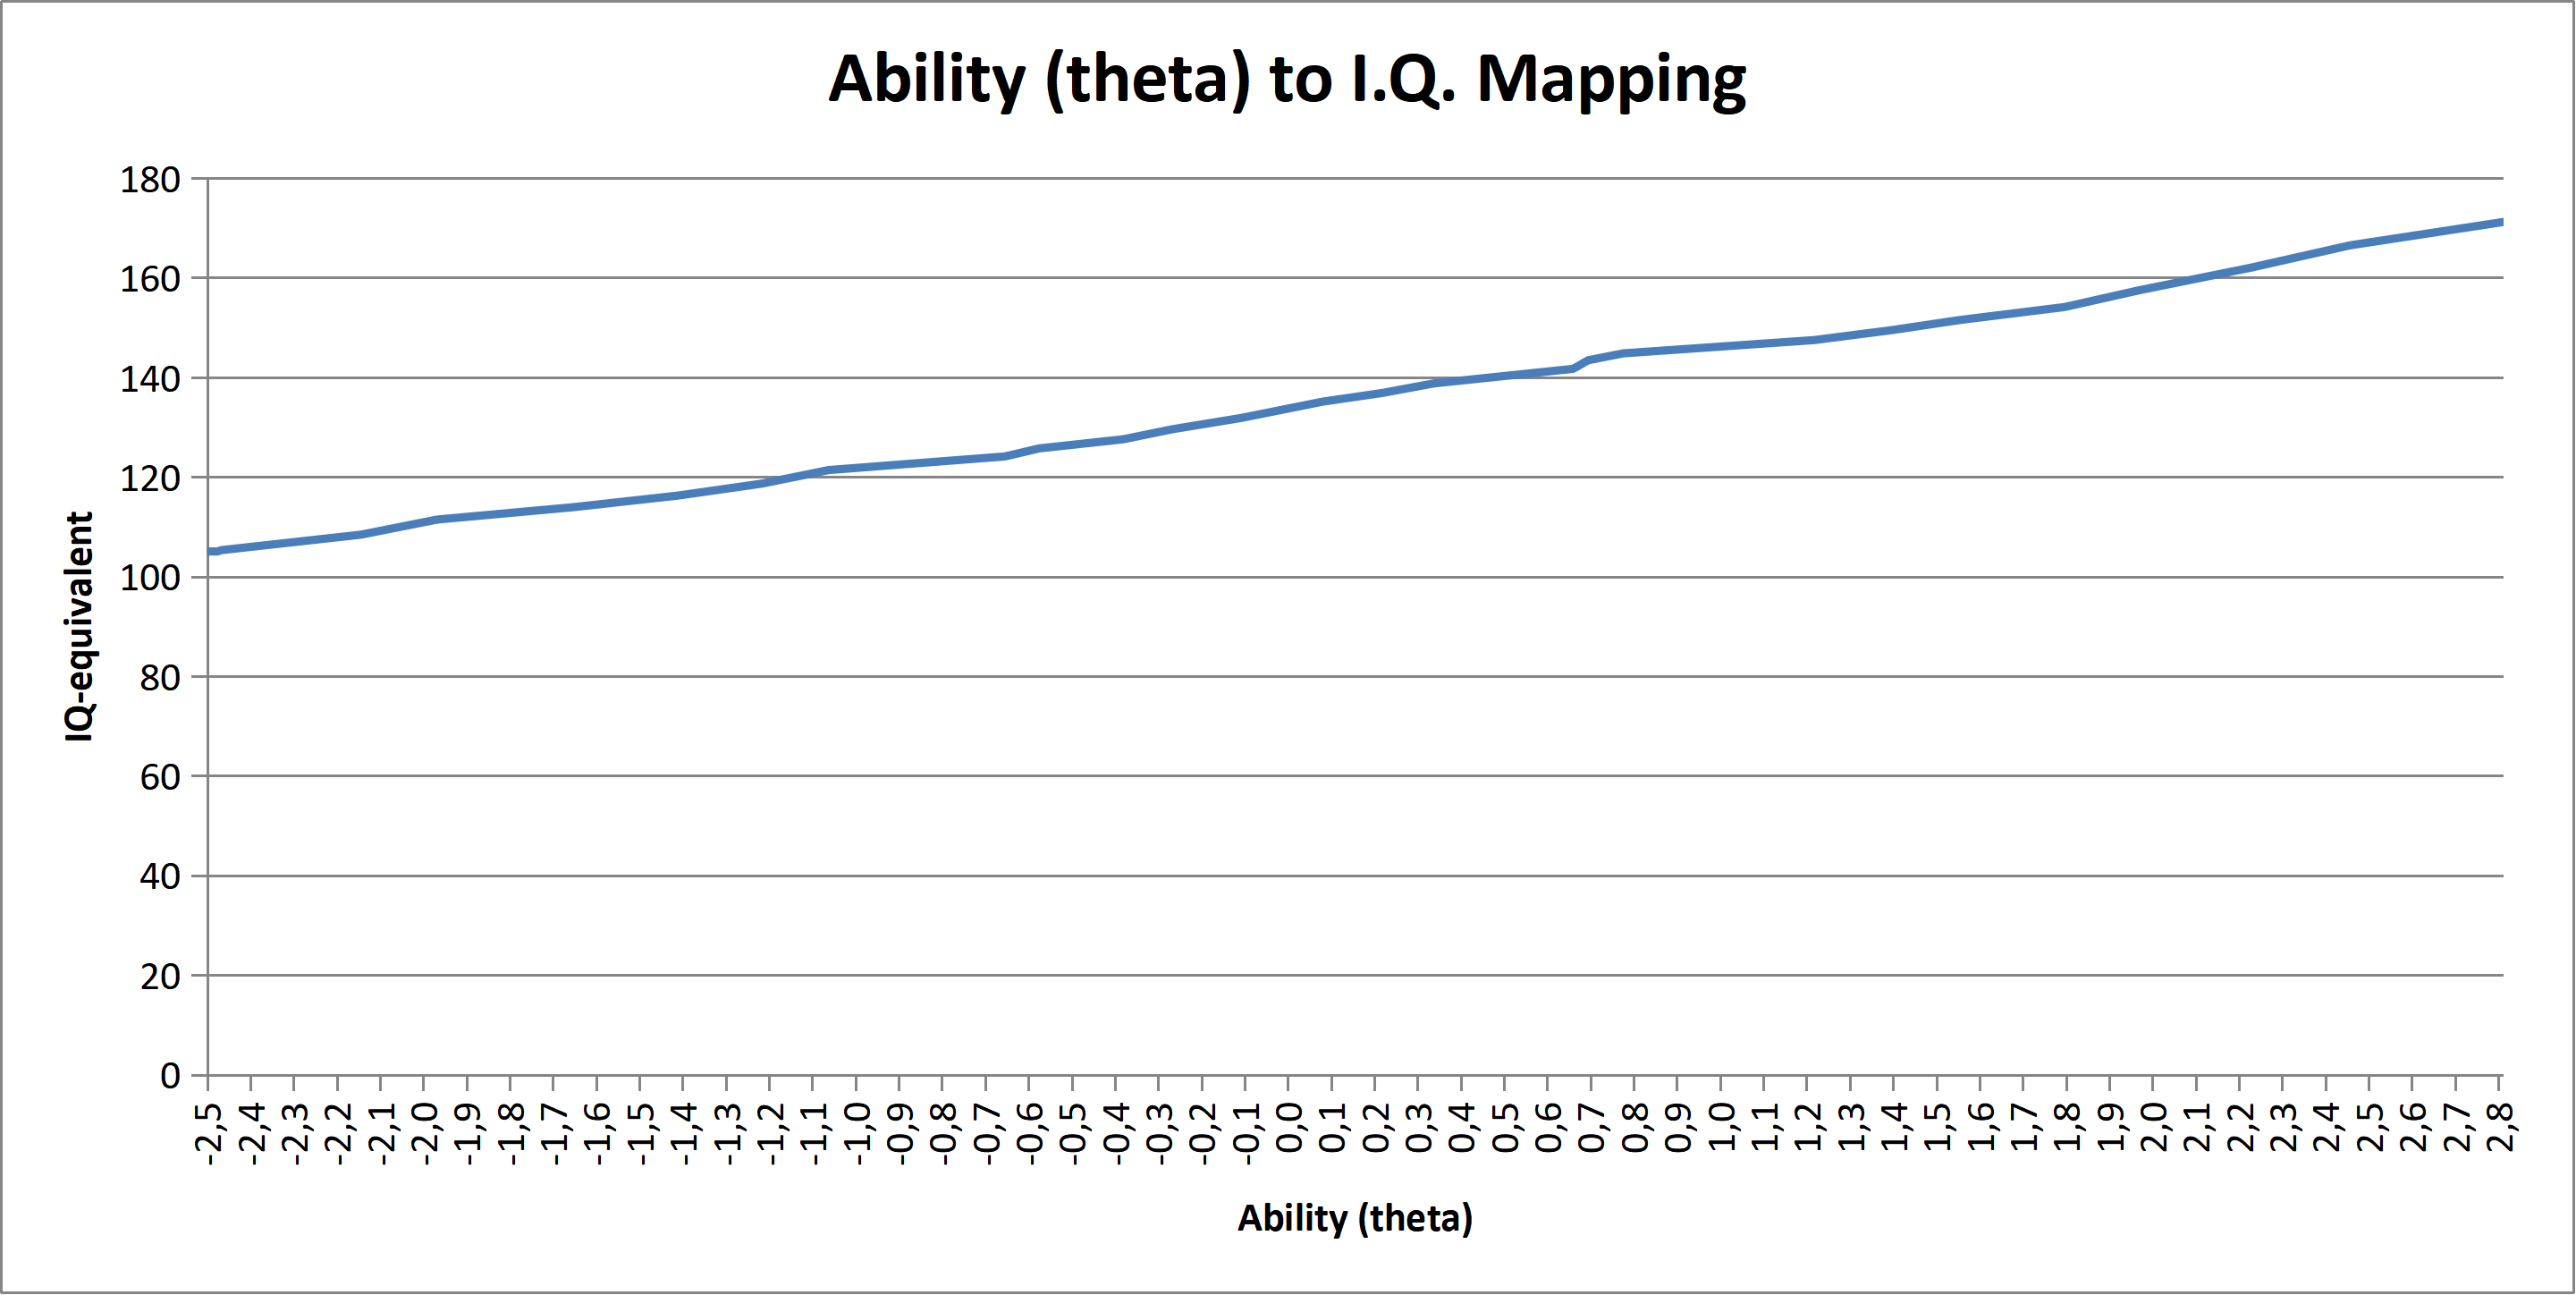 Ability (theta) to I.Q. Mapping
180
160
140
120
100
80
60
40
20
0
IQ-equivalent
-2,5 -2,4 -2,3 -2,2 -2,1 -2,0 -1,9 -1,8 -1,7 -1,6 -1,5 -1,4 -1,3 -1,2 -1,1 -1,0 -0,9 -0,8 -0,7 -0,6 -0,5 -0,4 -0,3 -0,2 -0,1 0,0 0,1 0,2 0,3 0,4 0,5 0,6 0,7 0,8 0,9 1,0 1,1 1,2 1,3 1,4 1,5 1,6 1,7 1,8 1,9 2,0 2,1 2,2 2,3 2,4 2,5 2,6 2,7 2,8
Ability (theta)